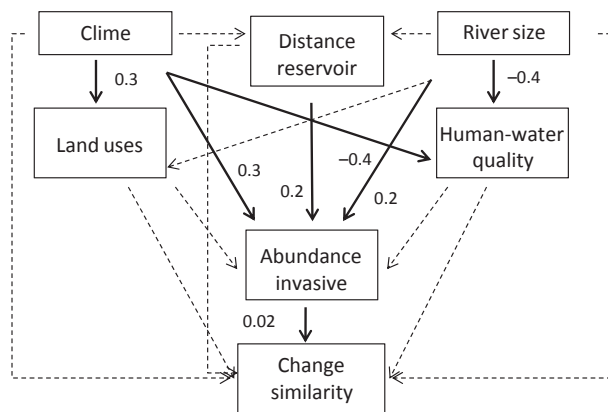 Clime
Distance
reservoir
River size
0.3
–0.4
Land uses
Human-water
quality
–0.4
0.3
0.2
0.2
Abundance
invasive
0.02
Change
similarity